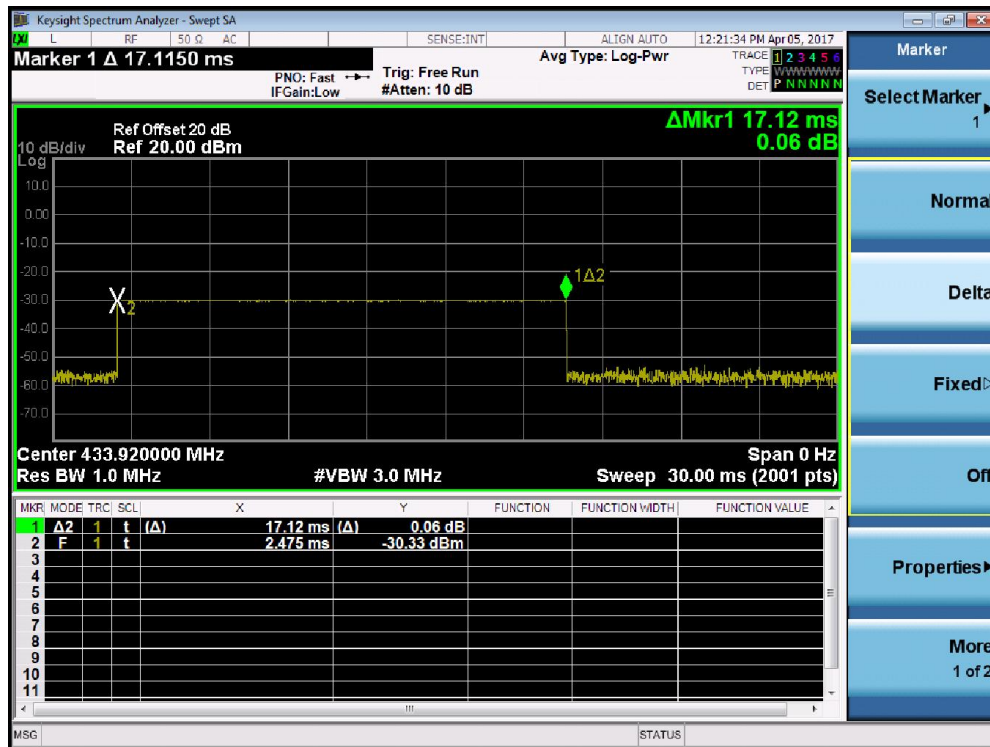 Keysight Spectrum Analyzer - Swept SA
LXI L RF 50 Ω AC SENSE:INT ALIGN AUTO 12:21:34 PM Apr 05, 2017
Marker 1 Δ 17.1150 ms
PNO: Fast Trig: Free Run Avg Type: Log-Pwr TRACE 1 2 3 4 5 6
IFGain:Low #Atten: 10 dB TYPE WWWWWWW
DET P N N N N N
Ref Offset 20 dB ΔMkr1 17.12 ms
10 dB/div Ref 20.00 dBm 0.06 dB
Log
10.0
0.00
-10.0
-20.0
1Δ2
-30.0
2
-40.0
-50.0
-60.0
-70.0
Center 433.920000 MHz Span 0 Hz
Res BW 1.0 MHz #VBW 3.0 MHz Sweep 30.00 ms (2001 pts)
MKR MODE TRC SCL X Y FUNCTION FUNCTION WIDTH FUNCTION VALUE
1 Δ2 1 t (Δ) 17.12 ms (Δ) 0.06 dB
2 F 1 t 2.475 ms -30.33 dBm
3
4
5
6
7
8
9
10
11
MSG STATUS
Marker
Select Marker
1
Normal
Delta
Fixed
Off
Properties
More
1 of 2